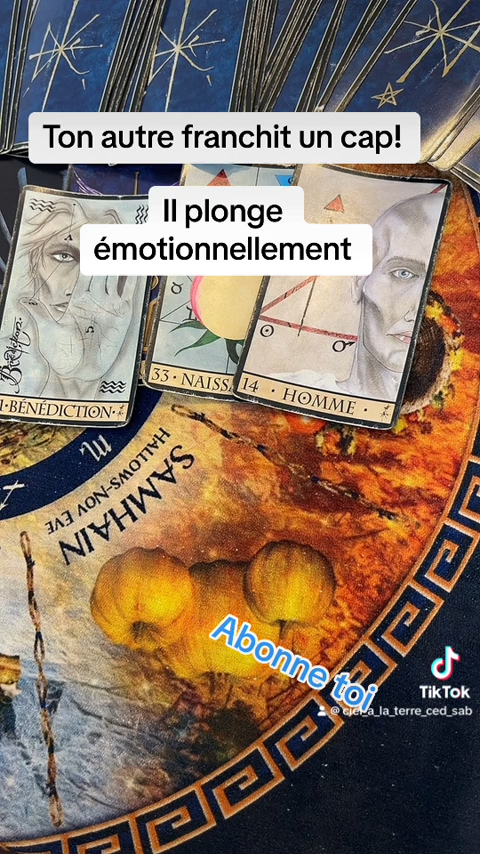 Ton autre franchit un cap!
Il plonge
émotionnellement
BÉNÉDICTION
33 · NAISS
14 · HOMME ·
SAMHAIN
HALLOWS-NOV EVE
Abonne toi
TikTok
@ ciel_a_la_terre_ced_sab